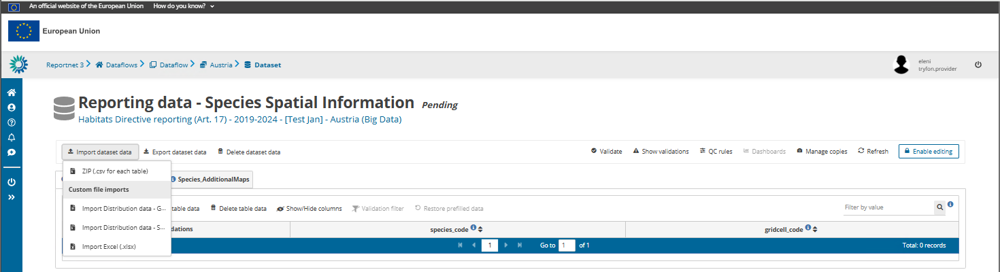 An official website of the European Union How do you know?
European Union
Reportnet 3 Dataflows Dataflow Austria Dataset
eleni
tryfon.provider
Reporting data - Species Spatial Information Pending
Habitats Directive reporting (Art. 17) - 2019-2024 - [Test Jan] - Austria (Big Data)
Import dataset data Export dataset data Delete dataset data Validate Show validations QC rules Dashboards Manage copies Refresh Enable editing
ZIP (.csv for each table)
Species_AdditionalMaps
Custom file imports
Import Distribution data - G... table data Delete table data Show/Hide columns Validation filter Restore prefilled data Filter by value
Import Distribution data - S... dations species_code gridcell_code
Import Excel (.xlsx) 1 Go to 1 of 1 Total: 0 records